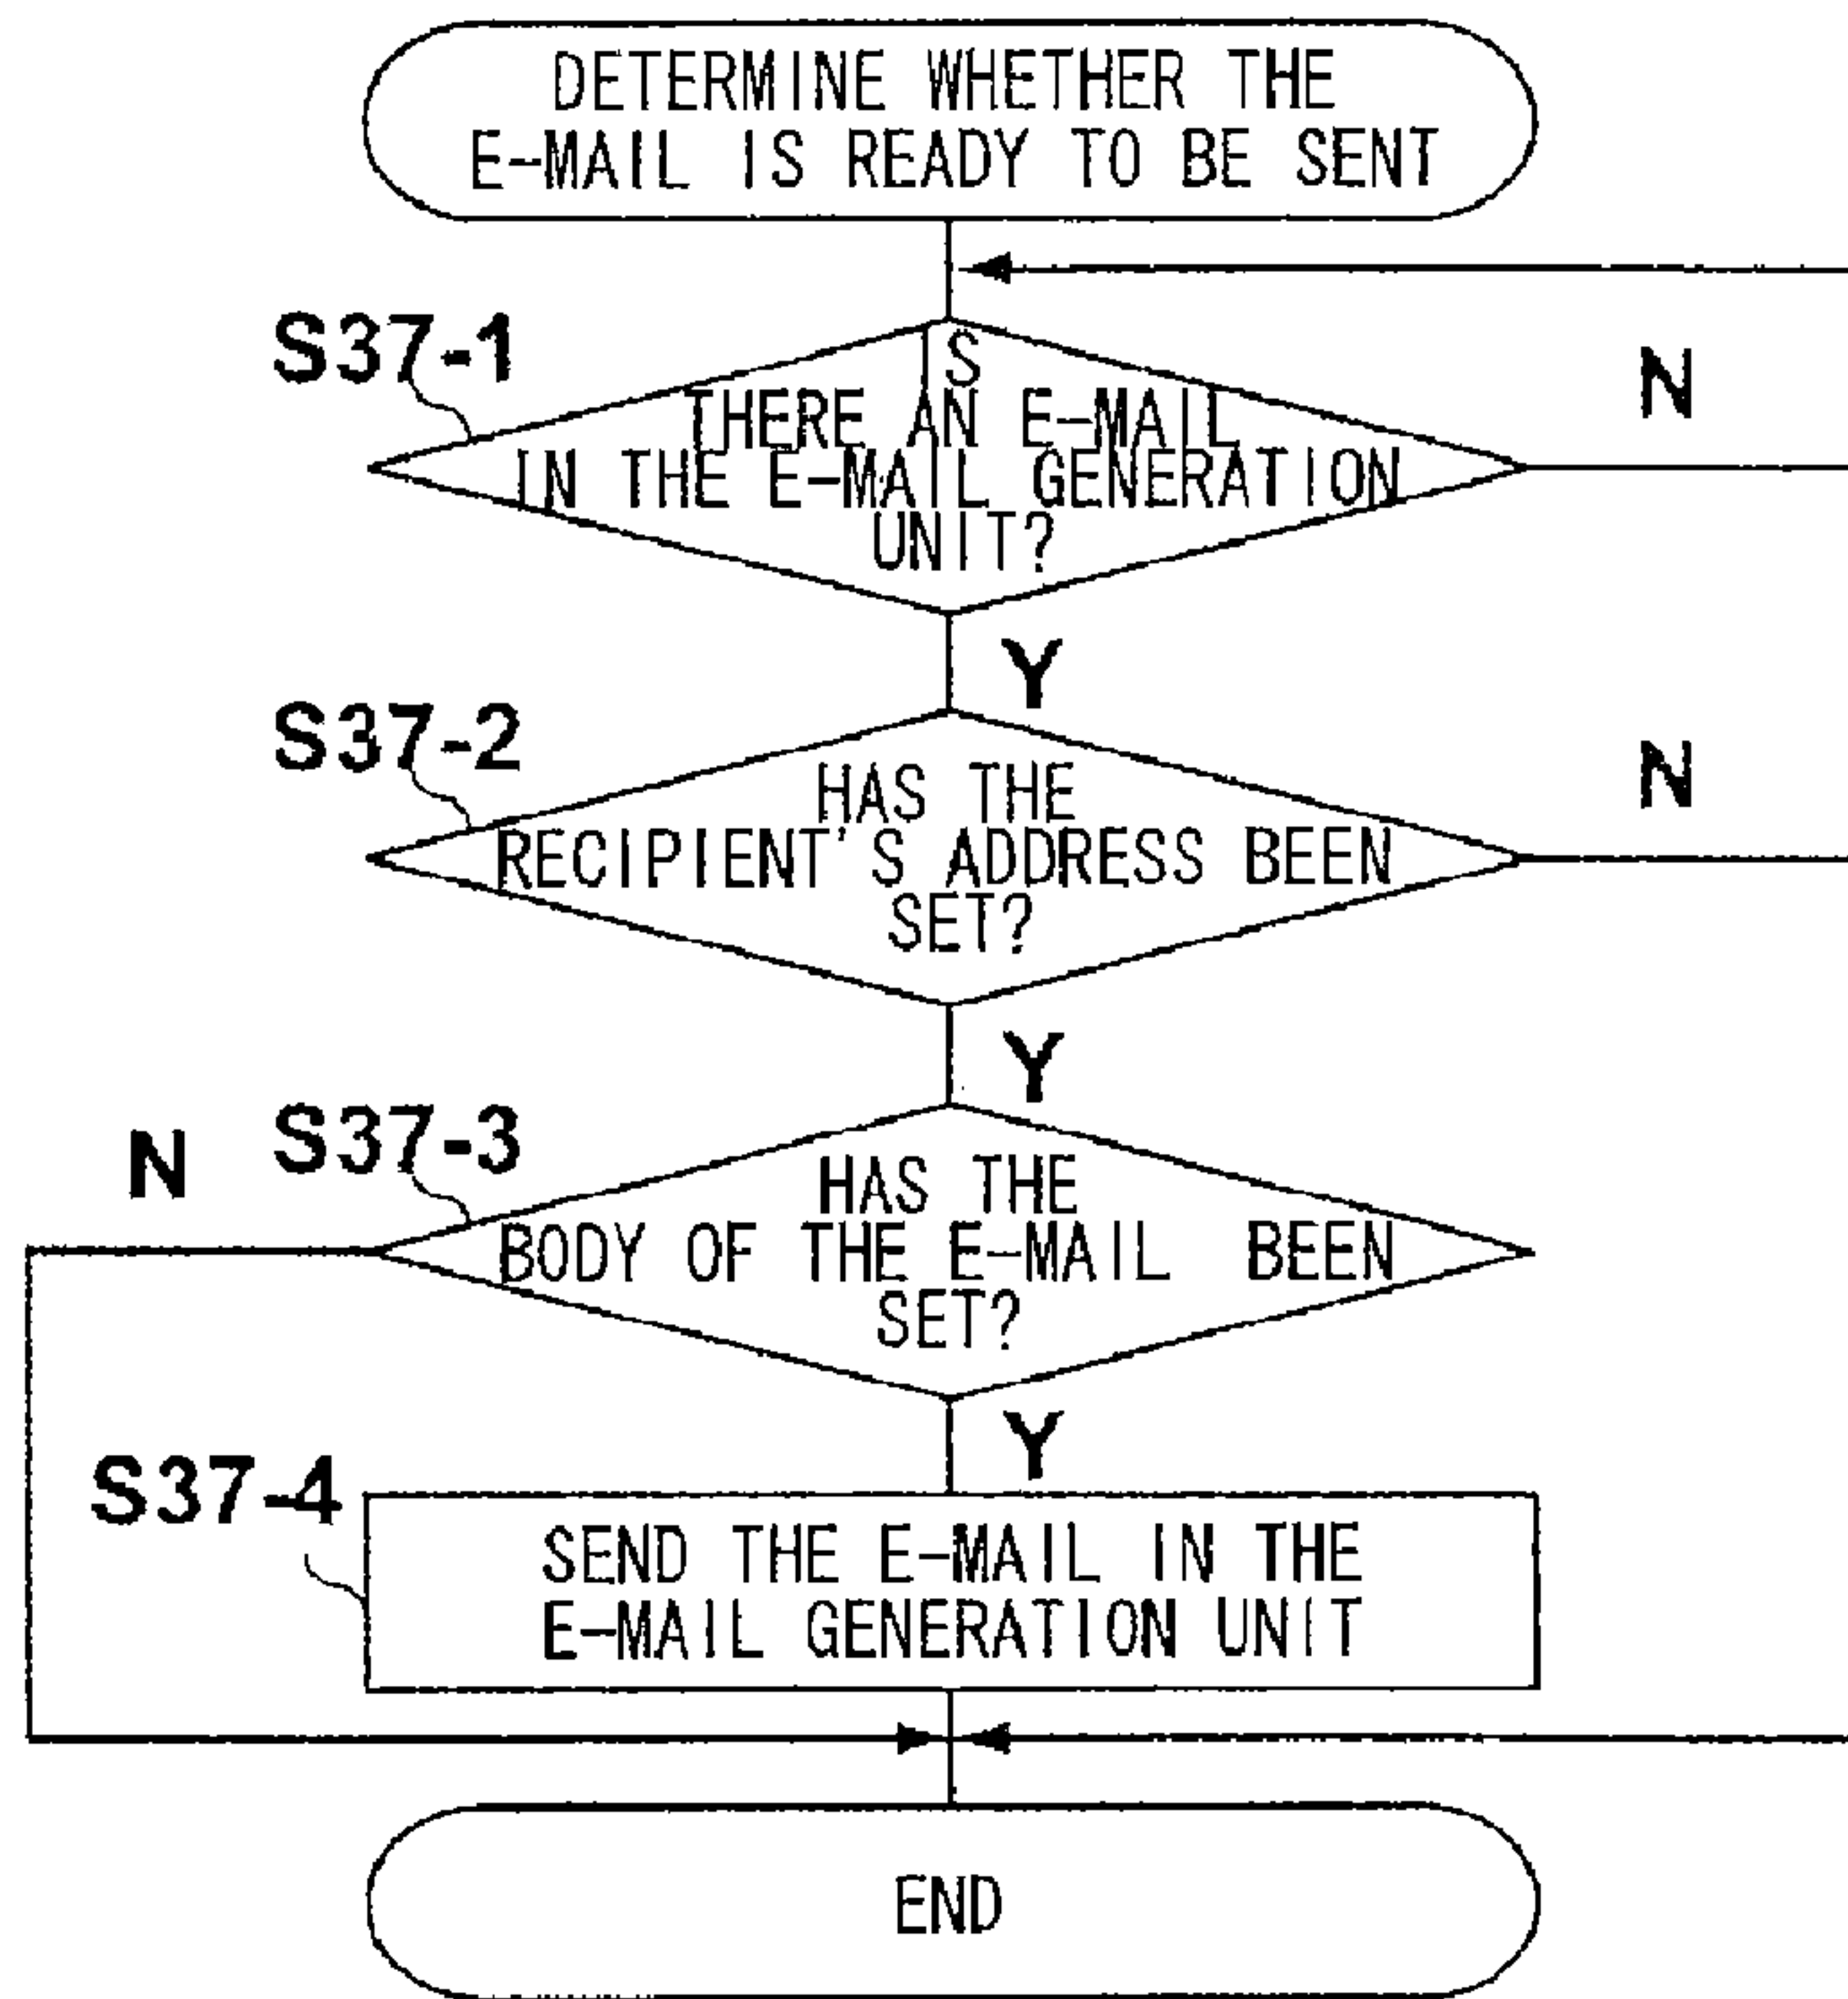 DETERMINE WHETHER THE
E-MAIL IS READY TO BE SENT
S37-1
IS
THERE AN E-MAIL
IN THE E-MAIL GENERATION
UNIT?
N
Y
S37-2
HAS THE
RECIPIENT'S ADDRESS BEEN
SET?
N
Y
N
S37-3
HAS THE
BODY OF THE E-MAIL BEEN
SET?
Y
S37-4
SEND THE E-MAIL IN THE
E-MAIL GENERATION UNIT
END